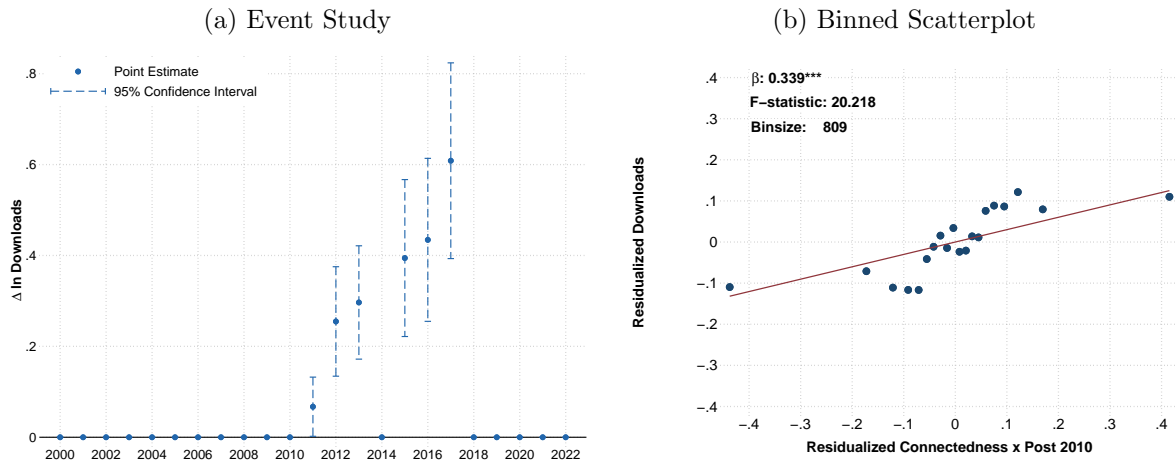 (a) Event Study
Point Estimate
95% Confidence Interval
Δ ln Downloads
.8
.6
.4
.2
0
2000 2002 2004 2006 2008 2010 2012 2014 2016 2018 2020 2022
(b) Binned Scatterplot
β: 0.339***
F−statistic: 20.218
Binsize: 809
Residualized Downloads
.4
.3
.2
.1
0
−.1
−.2
−.3
−.4
−.4 −.3 −.2 −.1 0 .1 .2 .3 .4
Residualized Connectedness x Post 2010